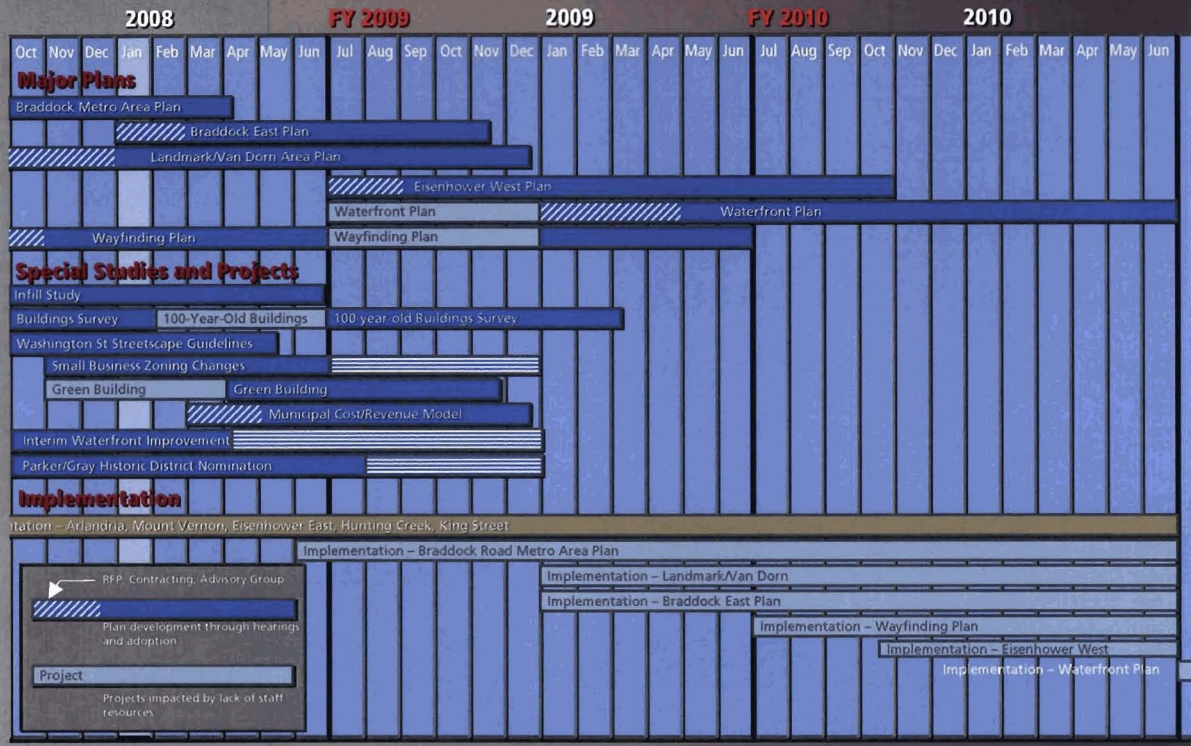 2008 FY 2009 2009 FY 2010 2010
Oct Nov Dec Jan Feb Mar Apr May Jun Jul Aug Sep Oct Nov Dec Jan Feb Mar Apr May Jun Jul Aug Sep Oct Nov Dec Jan Feb Mar Apr May Jun
Major Plans
Braddock Metro Area Plan
Braddock East Plan
Landmark/Van Dorn Area Plan
Eisenhower West Plan
Waterfront Plan Waterfront Plan
Wayfinding Plan Wayfinding Plan
Special Studies and Projects
Infill Study
Buildings Survey 100-Year-Old Buildings 100-year-old Buildings Survey
Washington St Streetscape Guidelines
Small Business Zoning Changes
Green Building Green Building
Municipal Cost/Revenue Model
Interim Waterfront Improvement
Parker/Gray Historic District Nomination
Implementation
tation – Arlandria, Mount Vernon, Eisenhower East, Hunting Creek, King Street
Implementation – Braddock Road Metro Area Plan
Implementation – Landmark/Van Dorn
Implementation – Braddock East Plan
Implementation – Wayfinding Plan
Implementation – Eisenhower West
Implementation – Waterfront Plan
RFP, Contracting, Advisory Group
Plan development through hearings
and adoption
Project
Projects impacted by lack of staff
resources